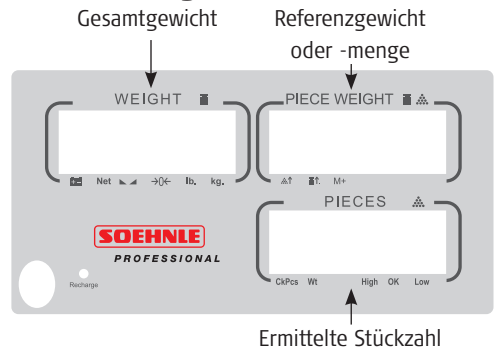 Gesamtgewicht
Referenzgewicht
oder -menge
WEIGHT
PIECE WEIGHT
Net →0← lb. kg.
M+
PIECES
SOEHNLE
PROFESSIONAL
Recharge
CkPcs Wt High OK Low
Ermittelte Stückzahl